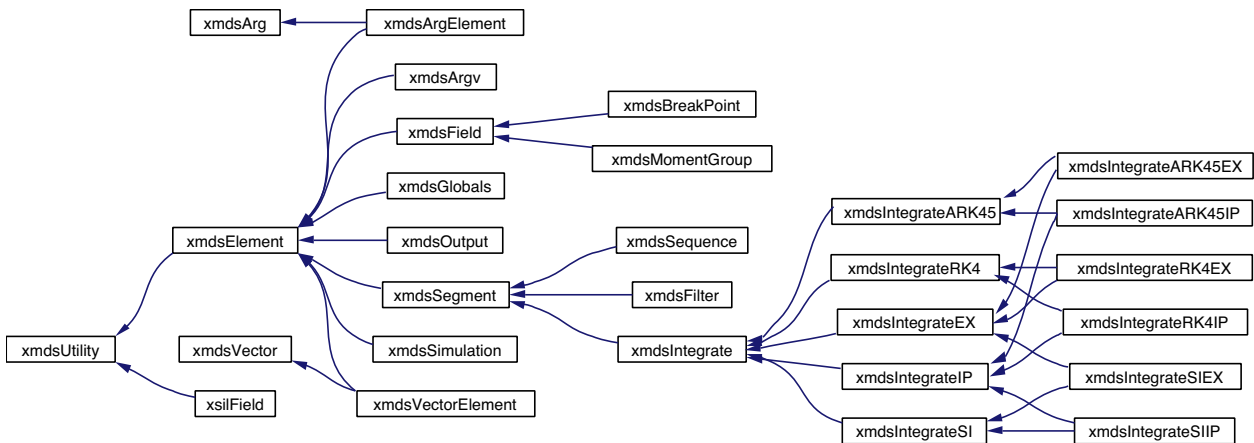 xmdsArg
xmdsArgElement
xmdsArgv
xmdsBreakPoint
xmdsField
xmdsMomentGroup
xmdsIntegrateARK45EX
xmdsGlobals
xmdsIntegrateARK45
xmdsIntegrateARK45IP
xmdsElement
xmdsOutput
xmdsSequence
xmdsIntegrateRK4
xmdsIntegrateRK4EX
xmdsSegment
xmdsFilter
xmdsIntegrateEX
xmdsIntegrateRK4IP
xmdsUtility
xmdsVector
xmdsSimulation
xmdsIntegrate
xmdsIntegrateIP
xmdsIntegrateSIEX
xsilField
xmdsVectorElement
xmdsIntegrateSI
xmdsIntegrateSIIP